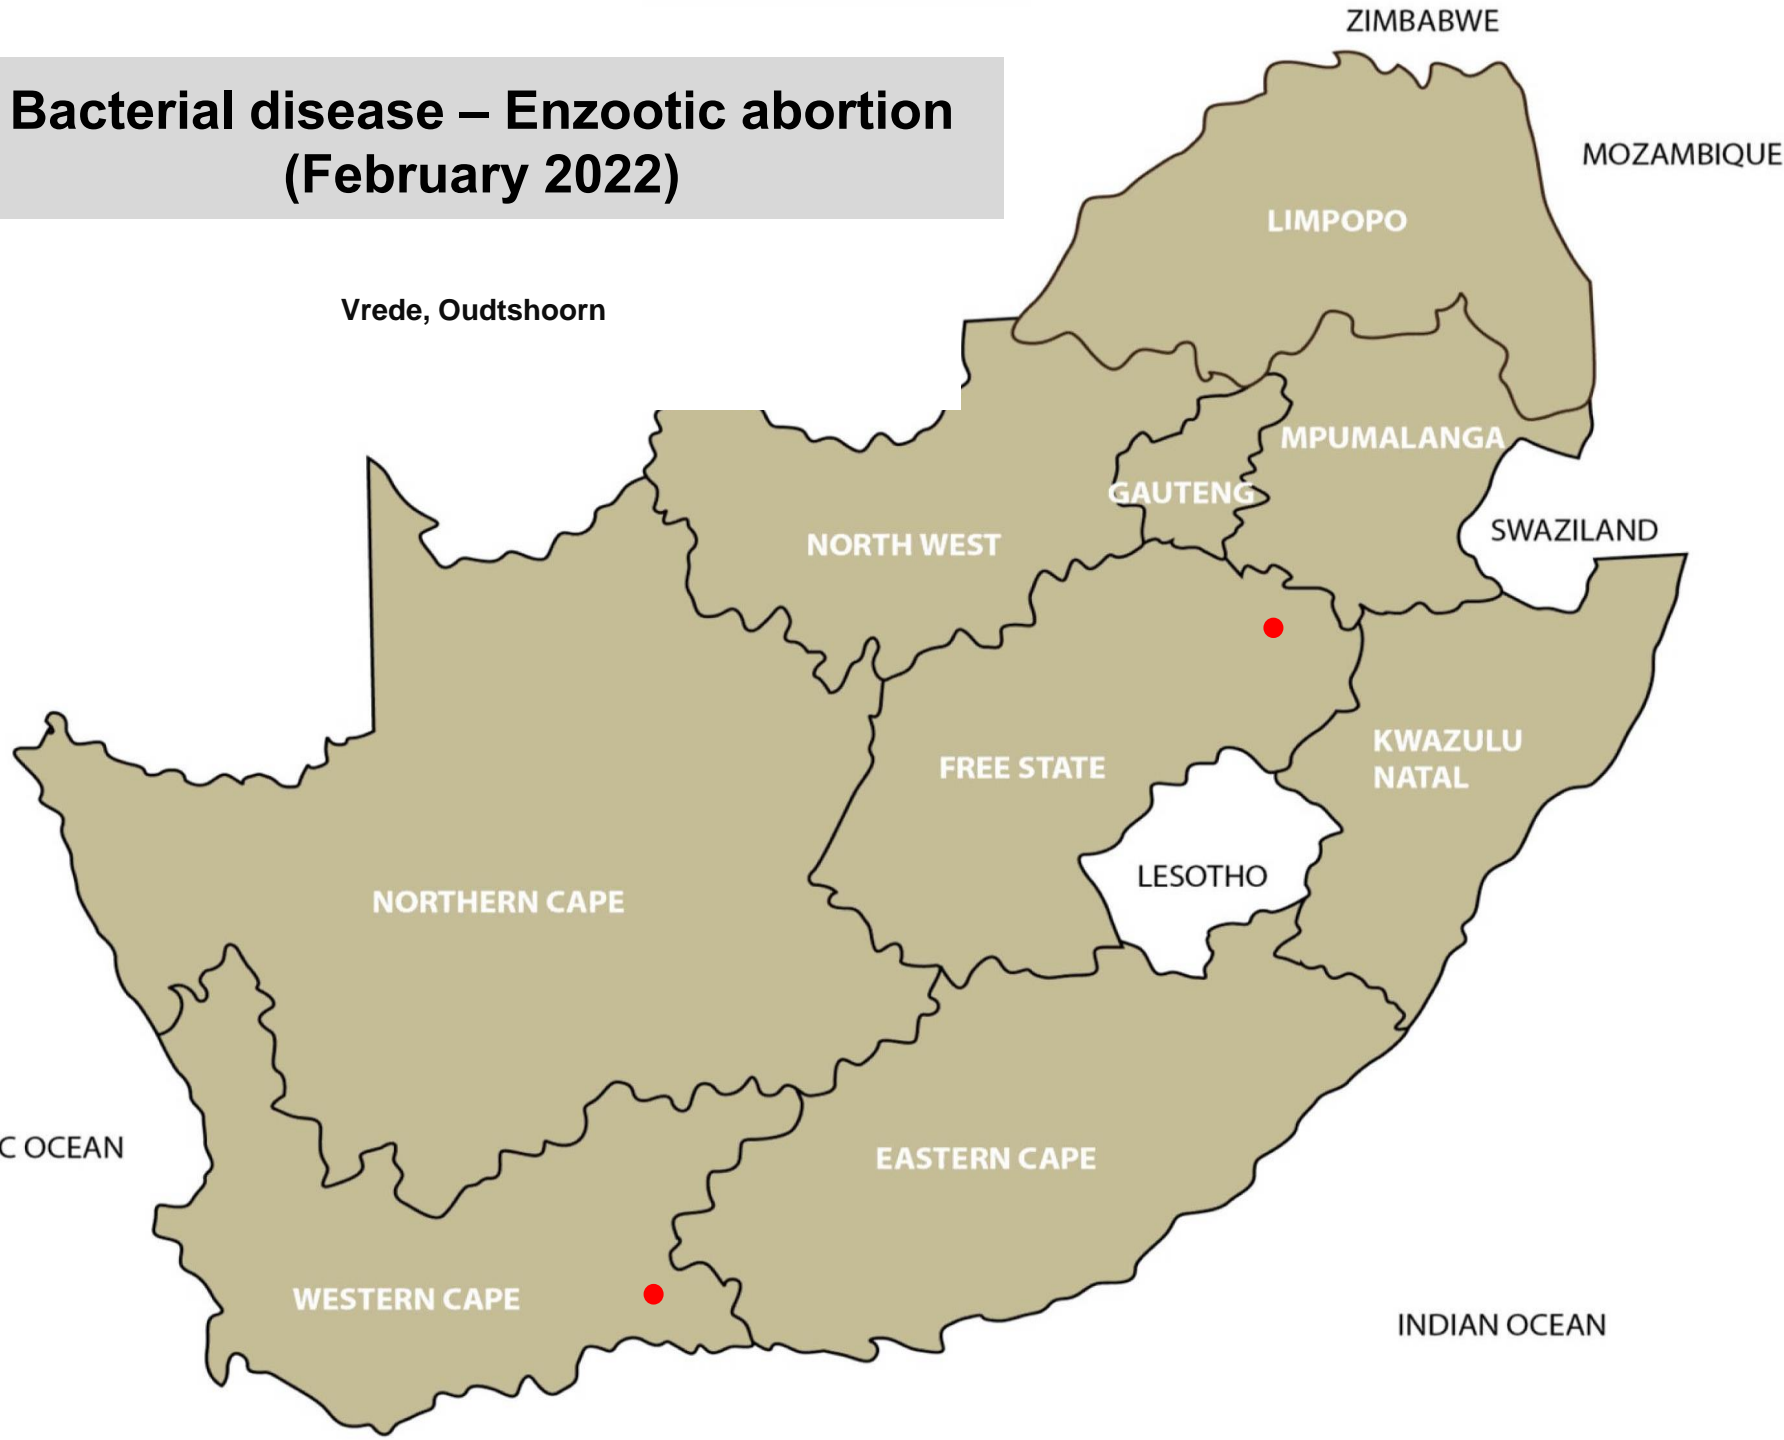 ZIMBABWE
Bacterial disease – Enzootic abortion
(February 2022)
MOZAMBIQUE
LIMPOPO
Vrede, Oudtshoorn
MPUMALANGA
GAUTENG
NORTH WEST
SWAZILAND
FREE STATE
KWAZULU
NATAL
LESOTHO
NORTHERN CAPE
C OCEAN
EASTERN CAPE
WESTERN CAPE
INDIAN OCEAN